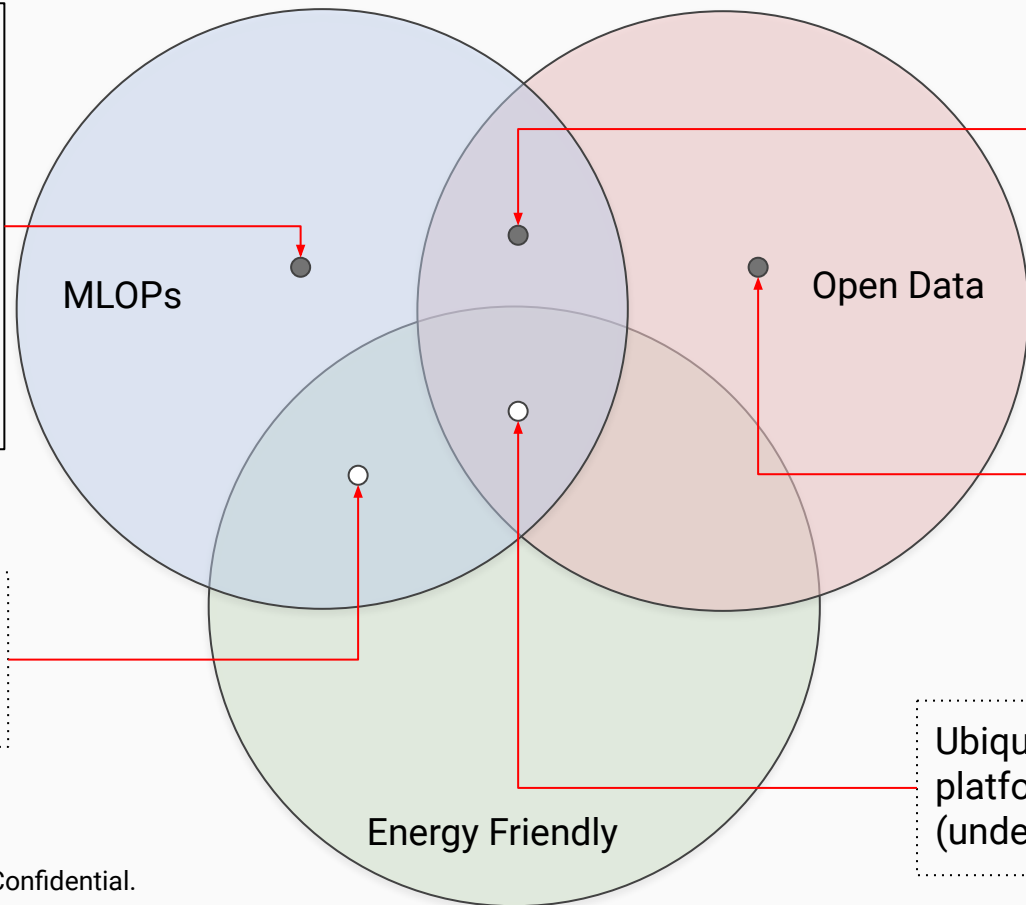 MLOPs
Open Data
Ubiqu
platfo
(unde
Energy Friendly
Confidential.